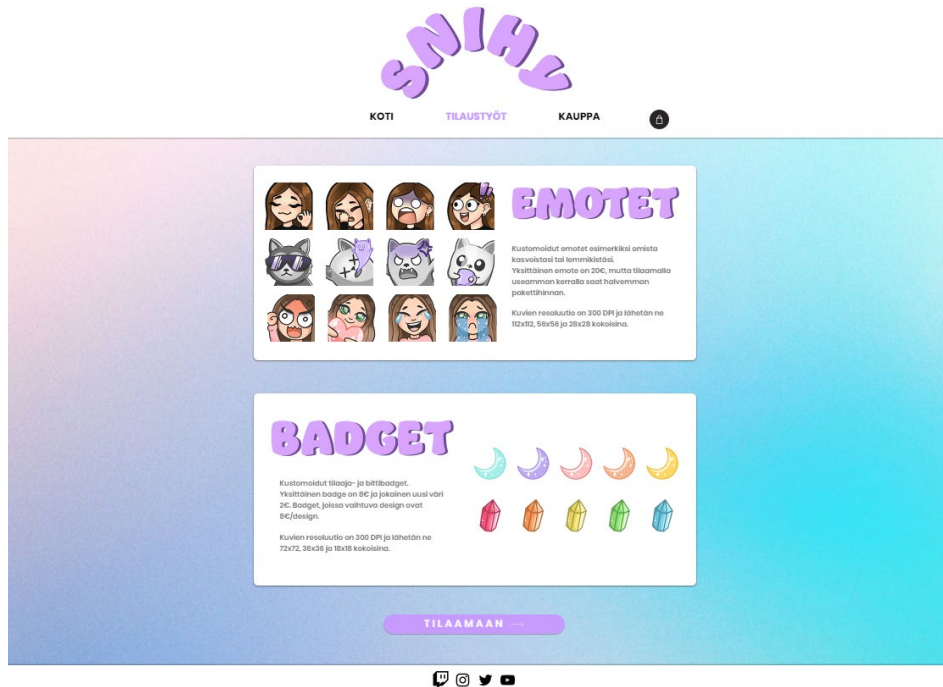 SNIHY
KOTI
TILAUSTYÖT
KAUPPA
EMOTET
Kustomoidut emotet esimerkiksi omista
kasvoistasi tai lemmikistäsi.
Yksittäinen emote on 20€, mutta tilaamalla
useamman kerralla saat halvemman
pakettihinnan.
Kuvien resoluutio on 300 DPI ja lähetän ne
112x112, 56x56 ja 28x28 kokoisina.
BADGET
Kustomoidut tilaaja- ja bittibadget.
Yksittäinen badge on 8€ ja jokainen uusi väri
2€. Badget, joissa vaihtuva design ovat
8€/design.
Kuvien resoluutio on 300 DPI ja lähetän ne
72x72, 36x36 ja 18x18 kokoisina.
TILAAMAAN →